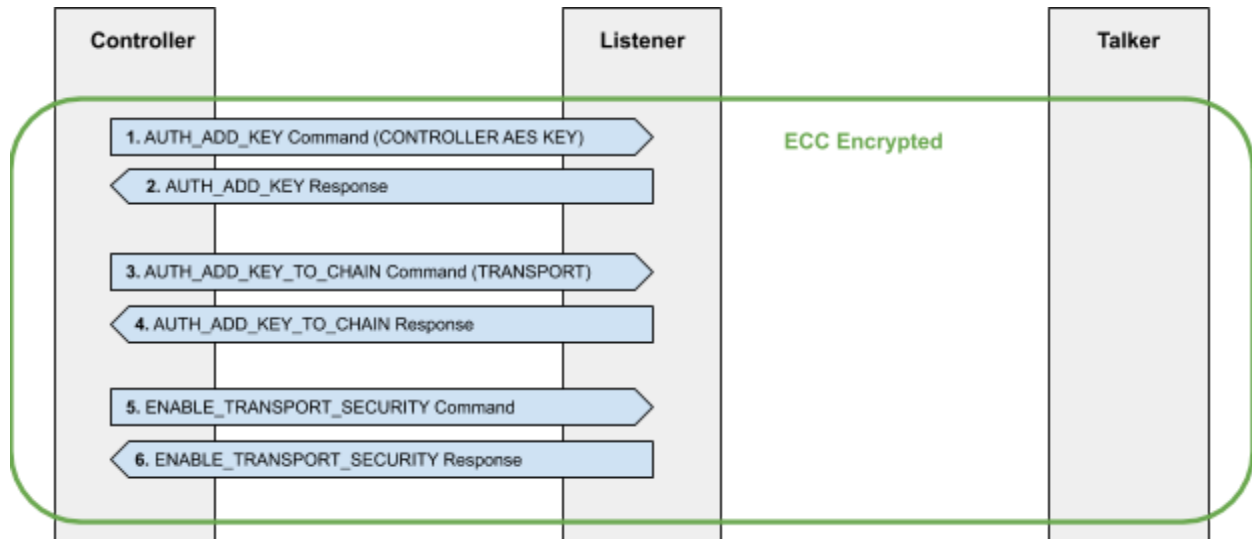 Controller
Listener
Talker
1. AUTH_ADD_KEY Command (CONTROLLER AES KEY)
ECC Encrypted
2. AUTH_ADD_KEY Response
3. AUTH_ADD_KEY_TO_CHAIN Command (TRANSPORT)
4. AUTH_ADD_KEY_TO_CHAIN Response
5. ENABLE_TRANSPORT_SECURITY Command
6. ENABLE_TRANSPORT_SECURITY Response